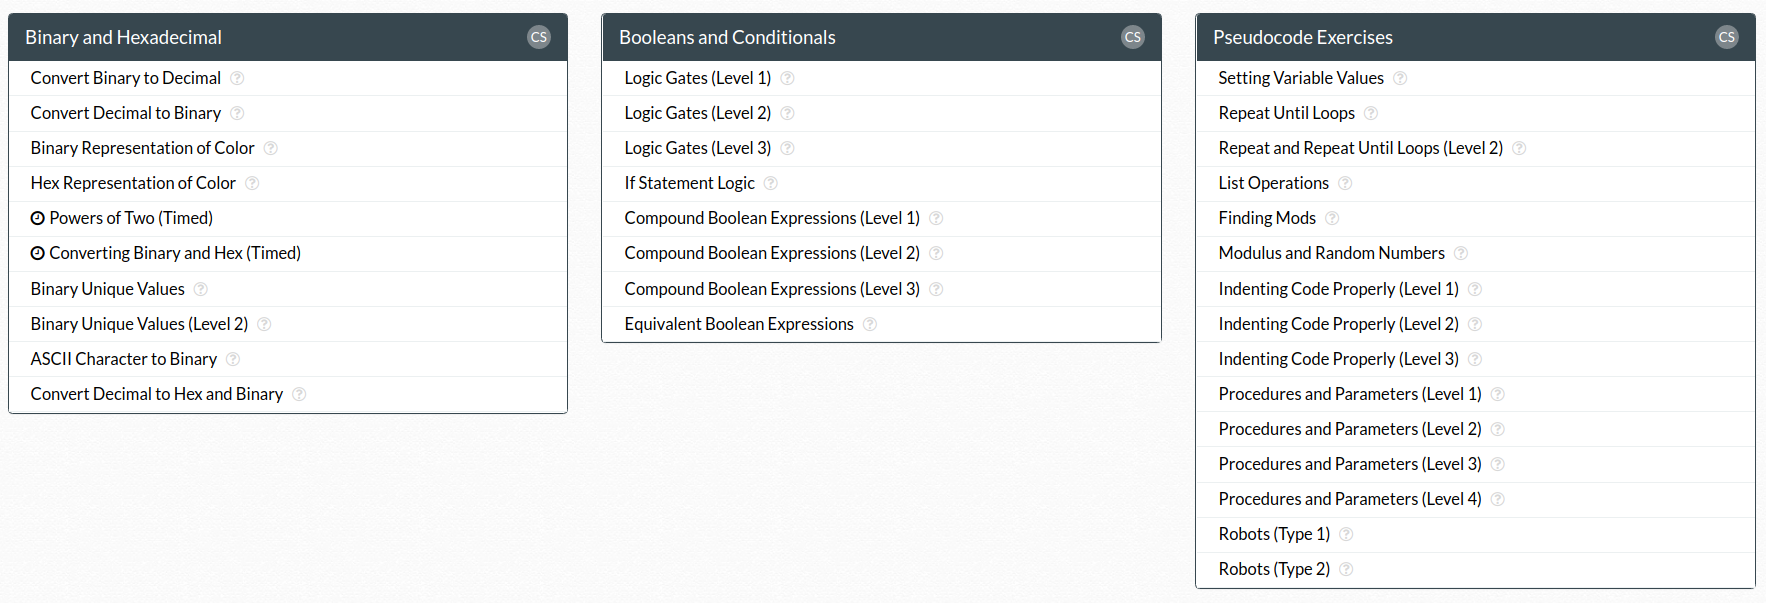 Binary and Hexadecimal CS
Convert Binary to Decimal
Convert Decimal to Binary
Binary Representation of Color
Hex Representation of Color
Powers of Two (Timed)
Converting Binary and Hex (Timed)
Binary Unique Values
Binary Unique Values (Level 2)
ASCII Character to Binary
Convert Decimal to Hex and Binary
Booleans and Conditionals CS
Logic Gates (Level 1)
Logic Gates (Level 2)
Logic Gates (Level 3)
If Statement Logic
Compound Boolean Expressions (Level 1)
Compound Boolean Expressions (Level 2)
Compound Boolean Expressions (Level 3)
Equivalent Boolean Expressions
Pseudocode Exercises CS
Setting Variable Values
Repeat Until Loops
Repeat and Repeat Until Loops (Level 2)
List Operations
Finding Mods
Modulus and Random Numbers
Indenting Code Properly (Level 1)
Indenting Code Properly (Level 2)
Indenting Code Properly (Level 3)
Procedures and Parameters (Level 1)
Procedures and Parameters (Level 2)
Procedures and Parameters (Level 3)
Procedures and Parameters (Level 4)
Robots (Type 1)
Robots (Type 2)